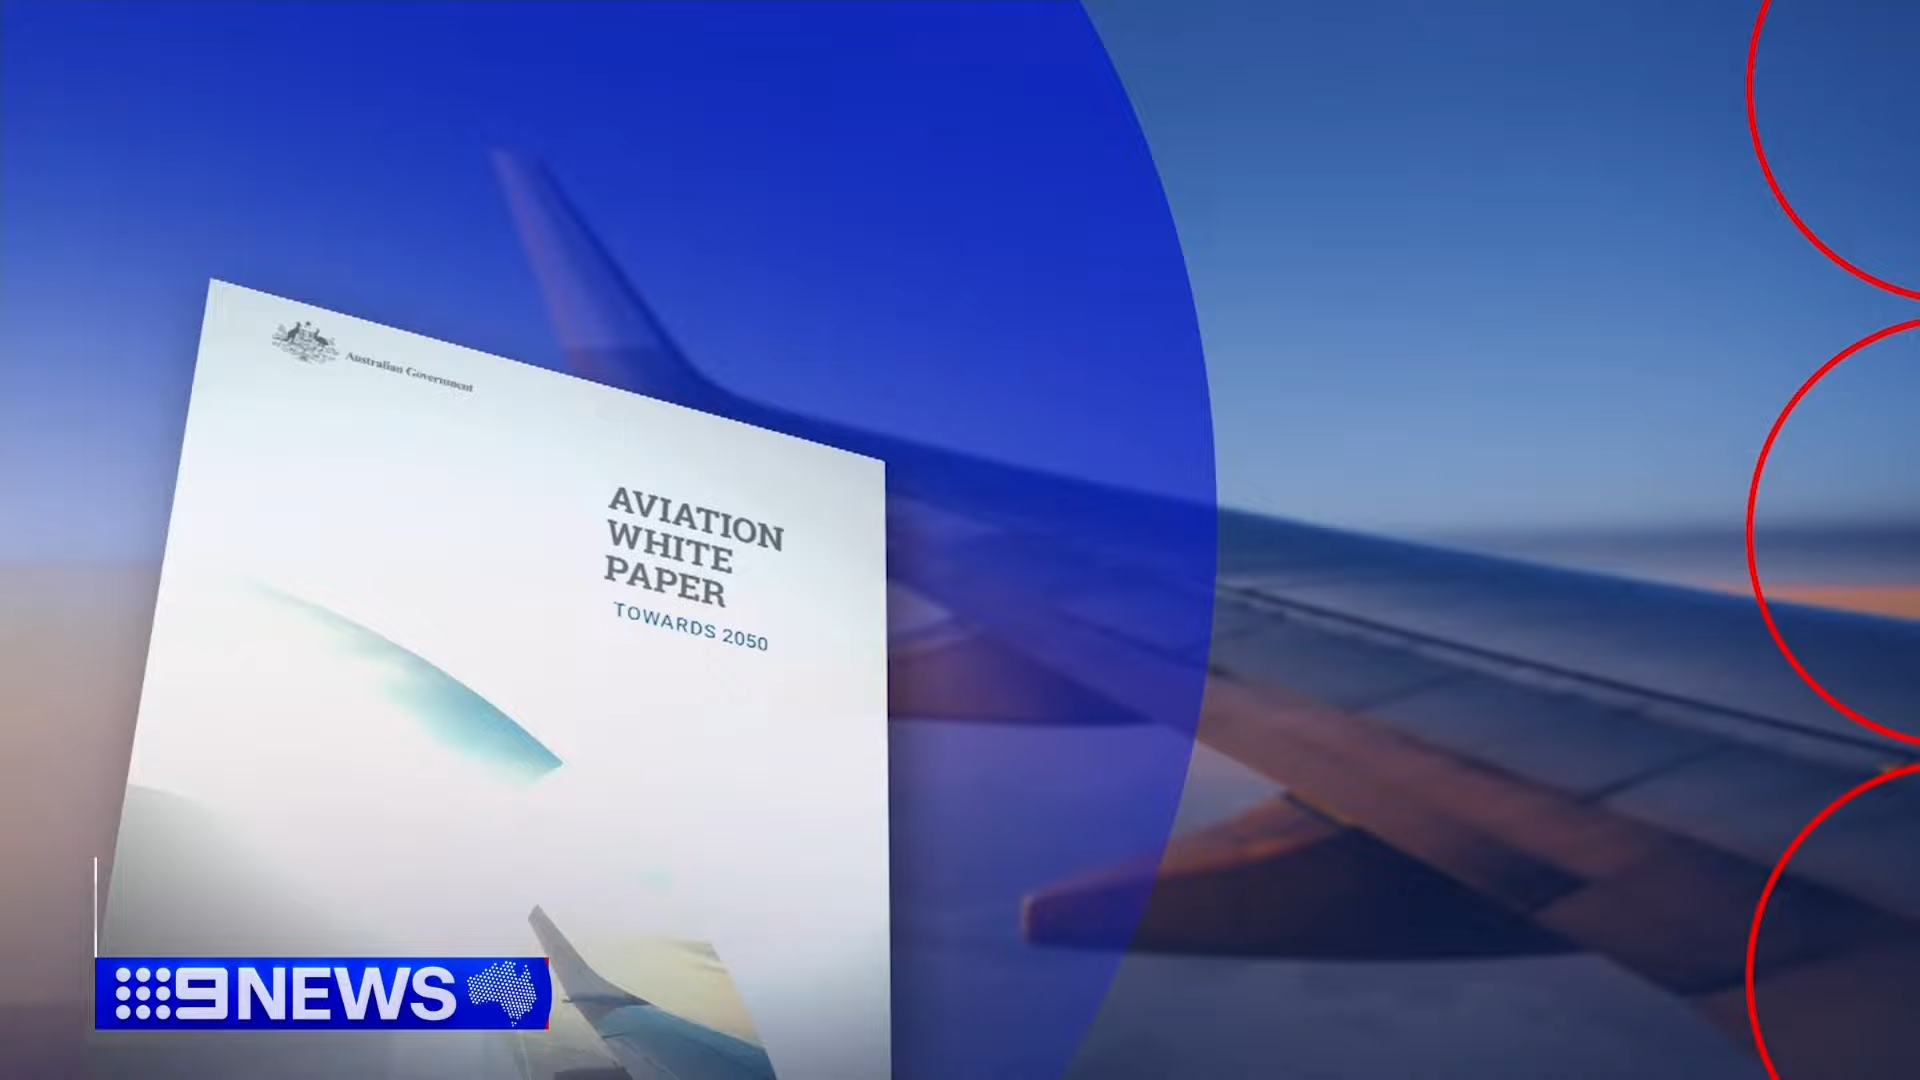 Australian Government
AVIATION
WHITE
PAPER
TOWARDS 2050
9NEWS